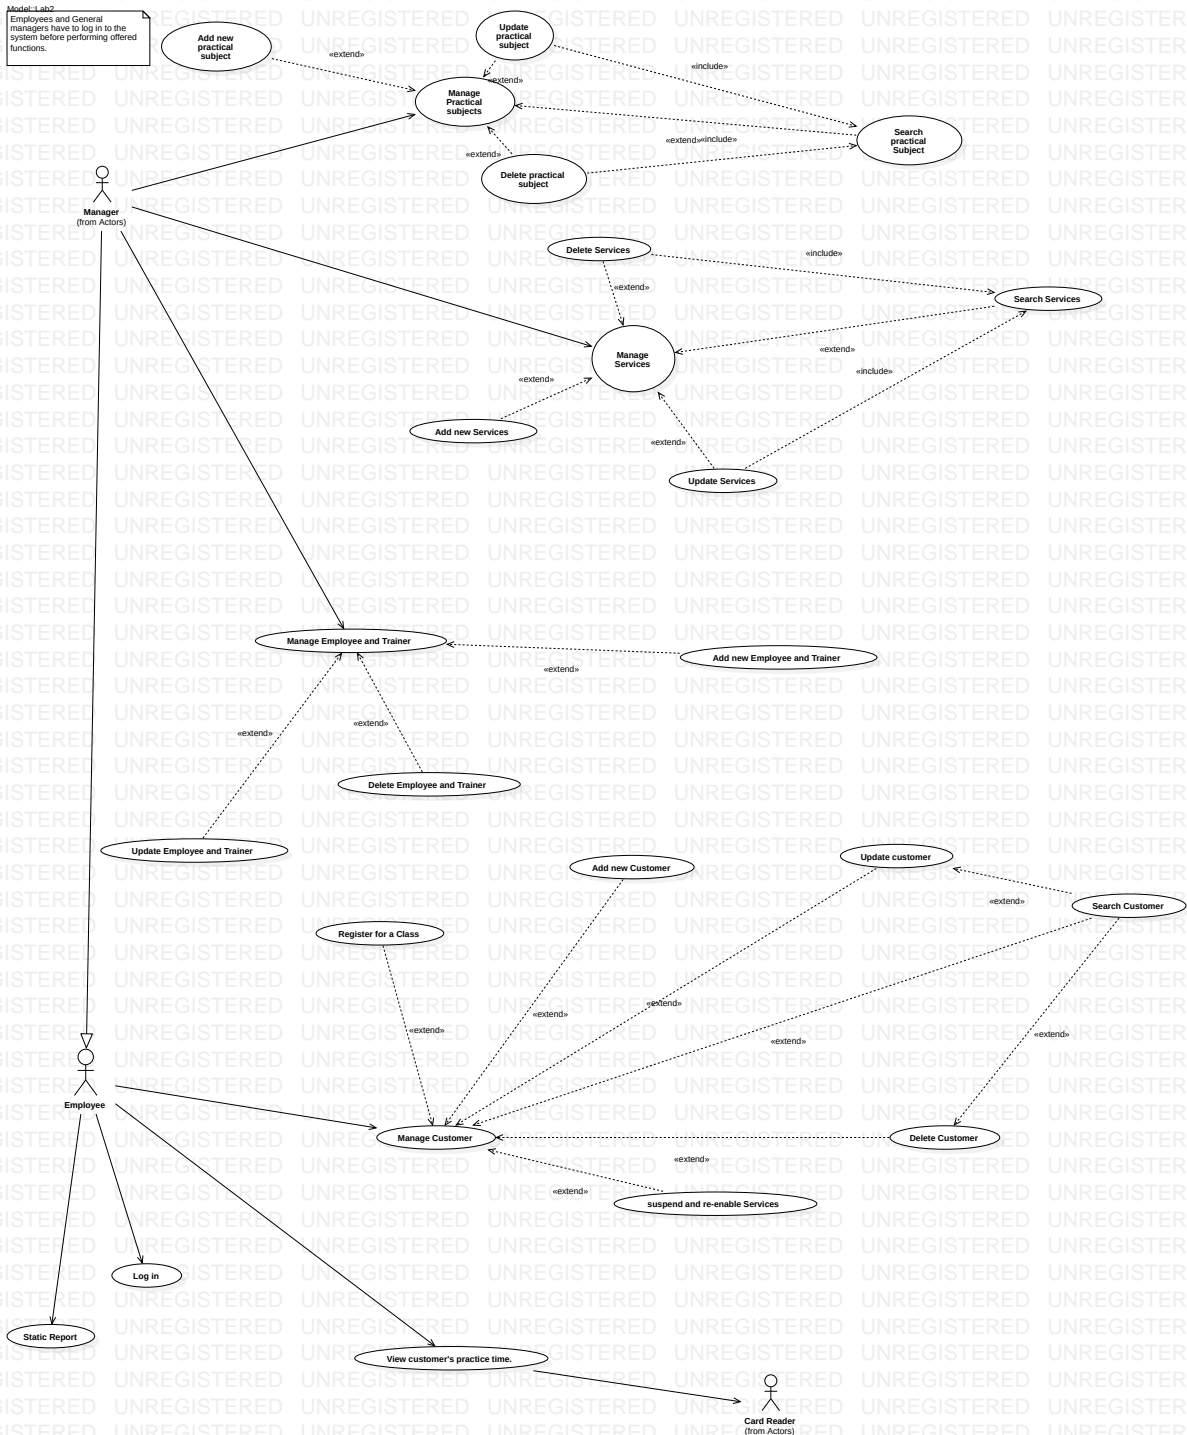 Model::Lab2
Employees and General
managers have to log in to the
system before performing offered
functions.
Add new
practical
subject
«extend»
Update
practical
subject
«extend»
«include»
Manage
Practical
subjects
Search
practical
Subject
«extend»
«include»
«extend»
Delete practical
subject
Manager
(from Actors)
Delete Services
«include»
«extend»
Search Services
Manage
Services
«extend»
«include»
«extend»
Add new Services
«extend»
Update Services
Manage Employee and Trainer
Add new Employee and Trainer
«extend»
«extend»
«extend»
Delete Employee and Trainer
Update Employee and Trainer
Add new Customer
Update customer
«extend»
Search Customer
Register for a Class
«extend»
«extend»
«extend»
«extend»
«extend»
Employee
Manage Customer
Delete Customer
«extend»
«extend»
suspend and re-enable Services
Log in
Static Report
View customer's practice time.
Card Reader
(from Actors)
UNREGISTERED